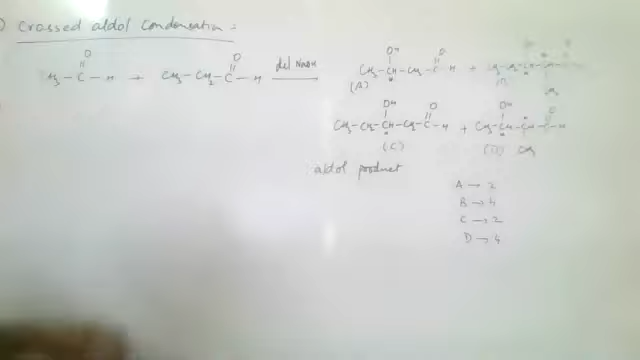 ) Crossed aldol Condensation :
O O OH O
H₃ – C – H + CH₃ – CH₂ – C – H dil NaOH CH₃ – CH – CH₂ – C – H +
(A)
OH O OH O
CH₃ – CH₂ – CH – CH₂ – C – H + CH₃ – CH – CH – C – H
(C) (D) CH₃
aldol product
A → 2
B → 4
C → 2
D → 4